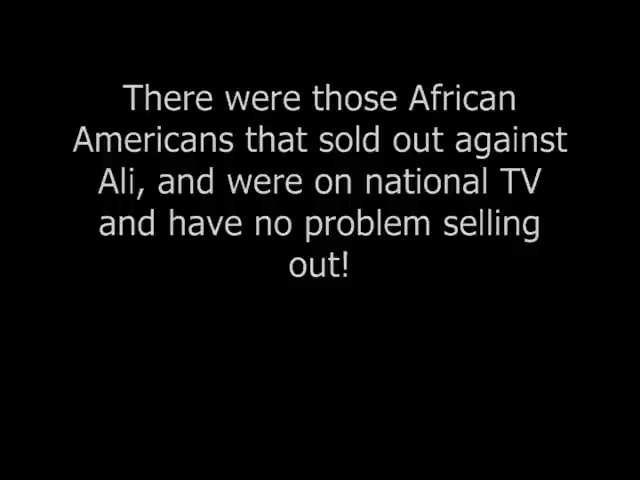 There were those African
Americans that sold out against
Ali, and were on national TV
and have no problem selling
out!